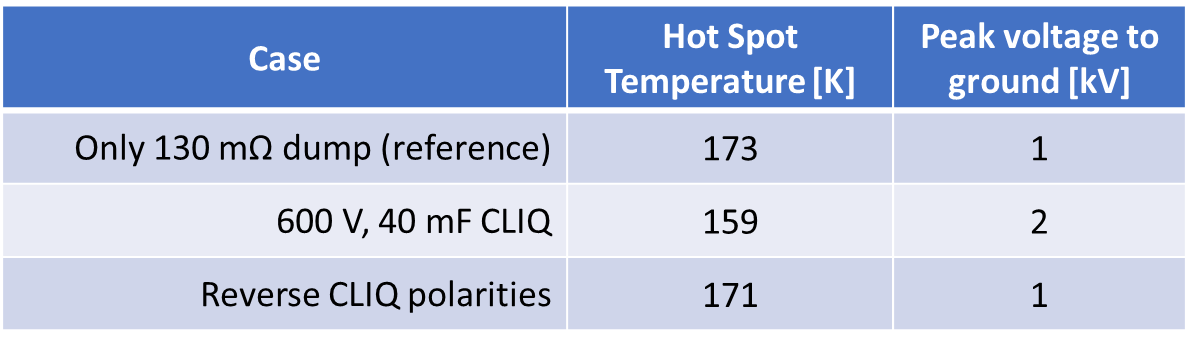 Case
Hot Spot
Temperature [K]
Peak voltage to
ground [kV]
Only 130 mΩ dump (reference)
173
1
600 V, 40 mF CLIQ
159
2
Reverse CLIQ polarities
171
1